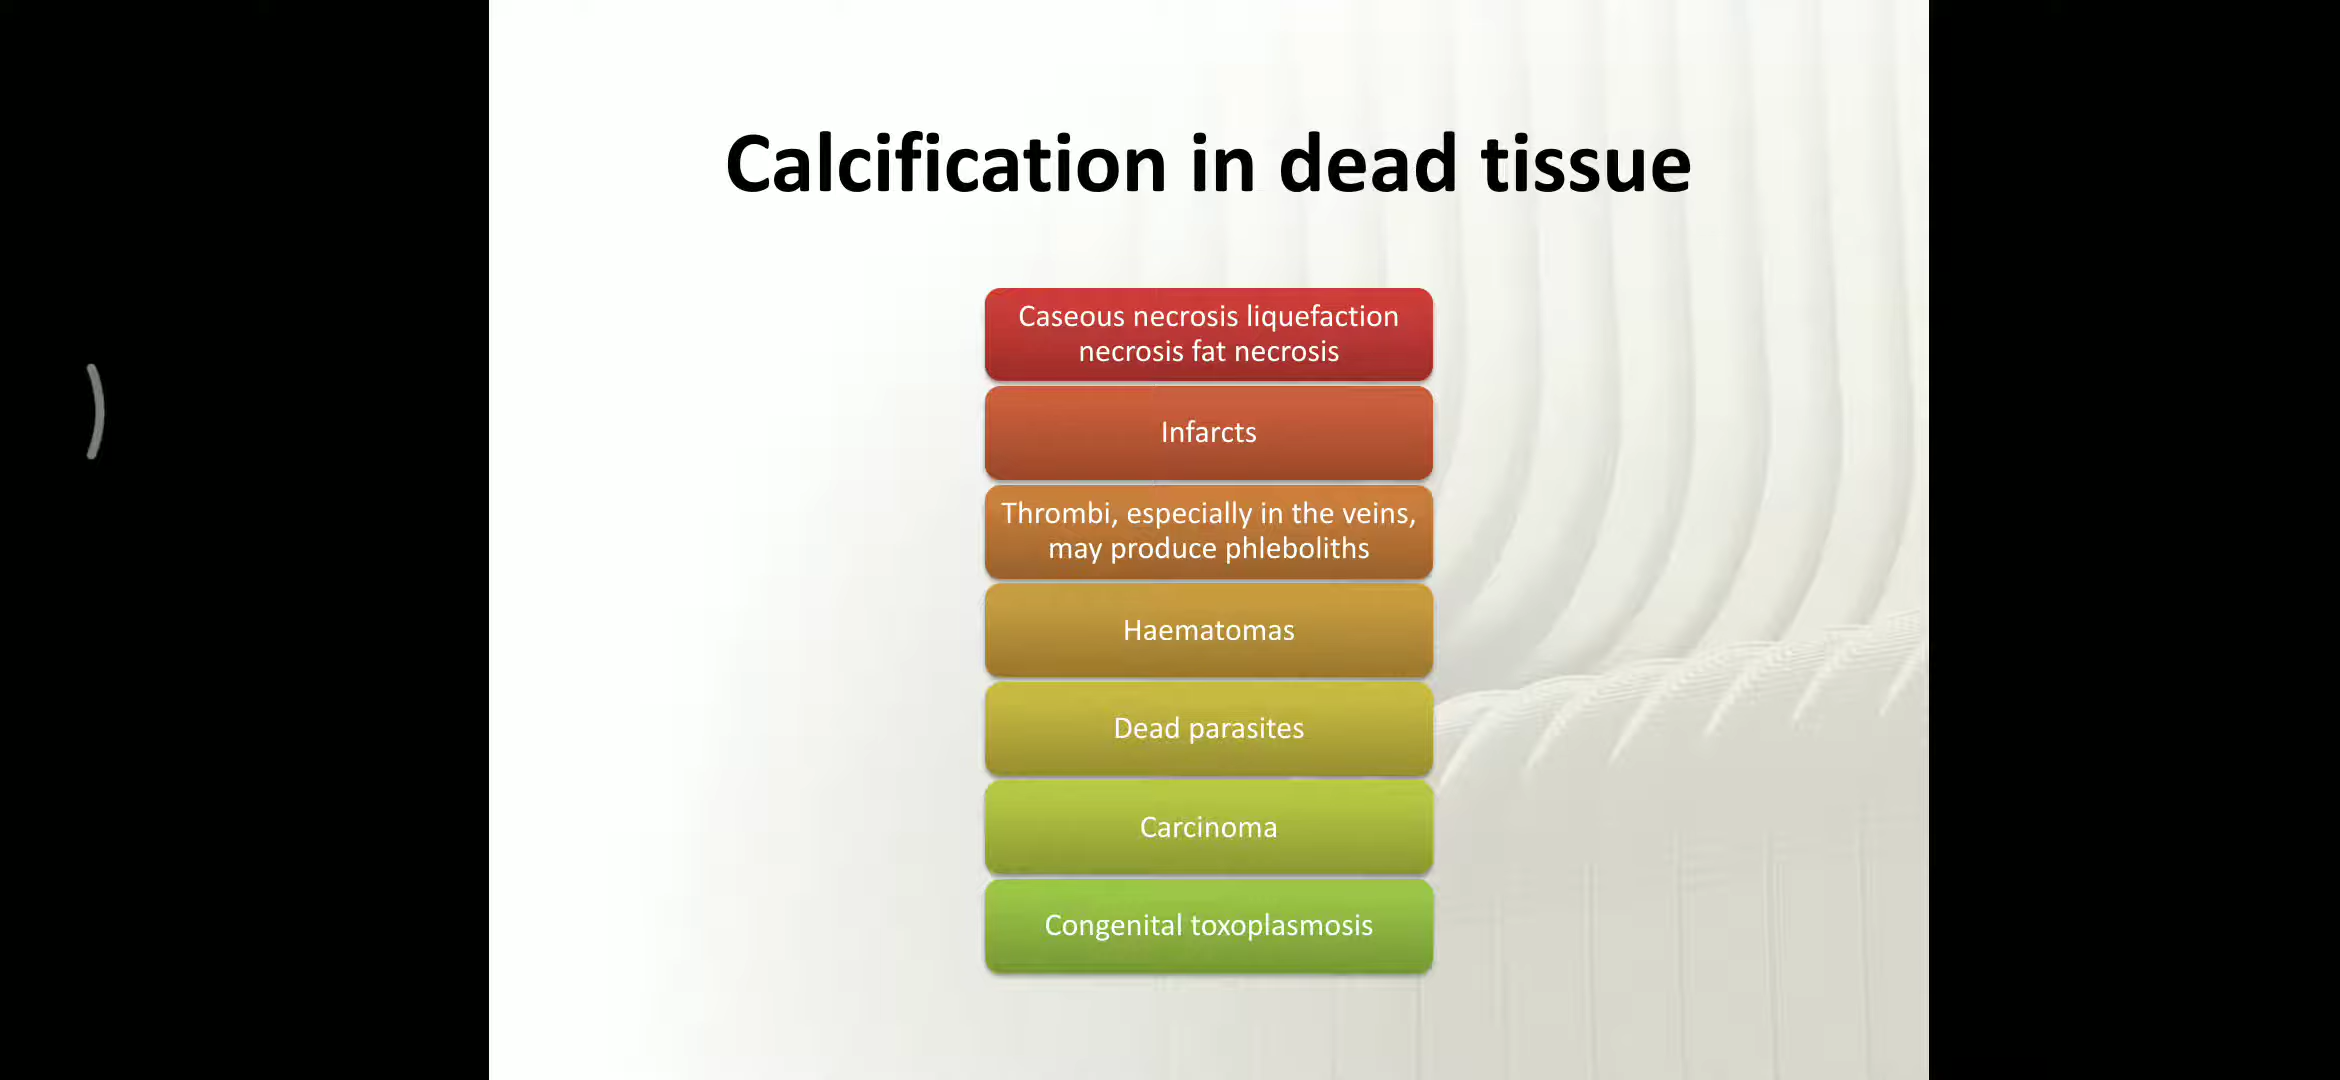 Calcification in dead tissue
Caseous necrosis liquefaction
necrosis fat necrosis
Infarcts
Thrombi, especially in the veins,
may produce phleboliths
Haematomas
Dead parasites
Carcinoma
Congenital toxoplasmosis